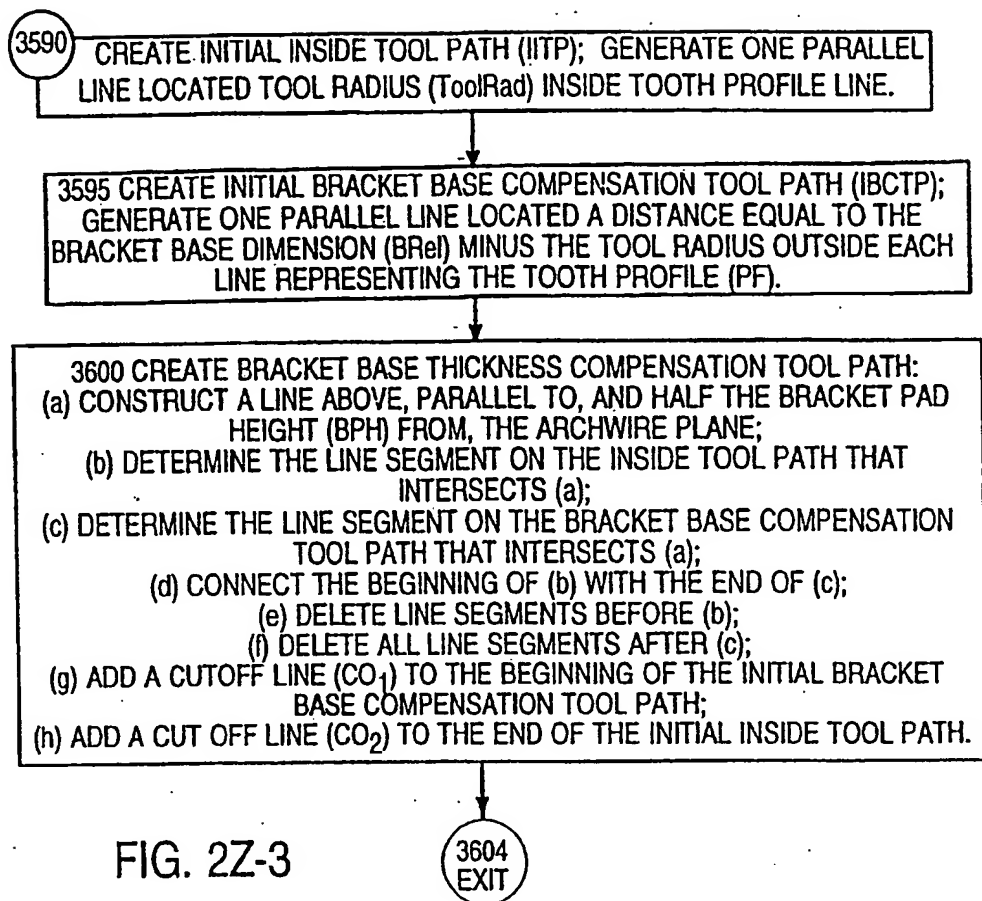 3590 CREATE INITIAL INSIDE TOOL PATH (IITP); GENERATE ONE PARALLEL
LINE LOCATED TOOL RADIUS (ToolRad) INSIDE TOOTH PROFILE LINE.
3595 CREATE INITIAL BRACKET BASE COMPENSATION TOOL PATH (IBCTP);
GENERATE ONE PARALLEL LINE LOCATED A DISTANCE EQUAL TO THE
BRACKET BASE DIMENSION (BRel) MINUS THE TOOL RADIUS OUTSIDE EACH
LINE REPRESENTING THE TOOTH PROFILE (PF).
3600 CREATE BRACKET BASE THICKNESS COMPENSATION TOOL PATH:
(a) CONSTRUCT A LINE ABOVE, PARALLEL TO, AND HALF THE BRACKET PAD
HEIGHT (BPH) FROM, THE ARCHWIRE PLANE;
(b) DETERMINE THE LINE SEGMENT ON THE INSIDE TOOL PATH THAT
INTERSECTS (a);
(c) DETERMINE THE LINE SEGMENT ON THE BRACKET BASE COMPENSATION
TOOL PATH THAT INTERSECTS (a);
(d) CONNECT THE BEGINNING OF (b) WITH THE END OF (c);
(e) DELETE LINE SEGMENTS BEFORE (b);
(f) DELETE ALL LINE SEGMENTS AFTER (c);
(g) ADD A CUTOFF LINE (CO1) TO THE BEGINNING OF THE INITIAL BRACKET
BASE COMPENSATION TOOL PATH;
(h) ADD A CUT OFF LINE (CO2) TO THE END OF THE INITIAL INSIDE TOOL PATH.
FIG. 2Z-3
3604
EXIT